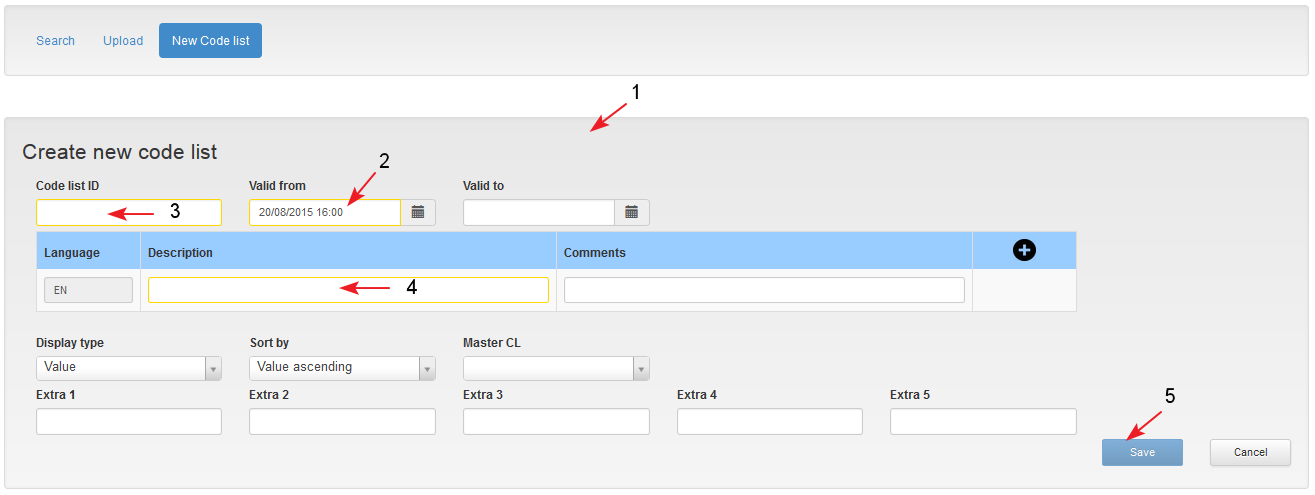 Search Upload New Code list
1
Create new code list
2
Code list ID Valid from Valid to
3 20/08/2015 16:00
Language Description Comments
EN 4
Display type Sort by Master CL
Value Value ascending
Extra 1 Extra 2 Extra 3 Extra 4 Extra 5
5
Save Cancel